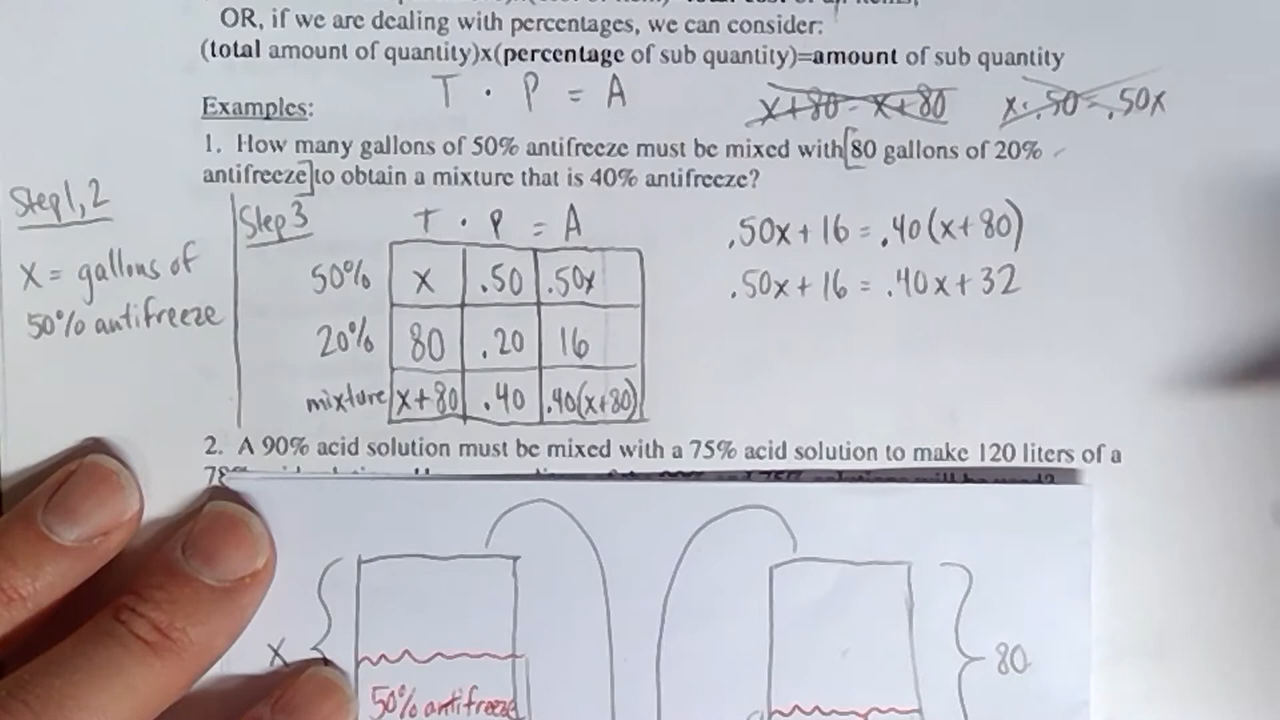 OR, if we are dealing with percentages, we can consider:
(total amount of quantity)x(percentage of sub quantity)=amount of sub quantity
T · P = A
x+80 = x+80
x · .50 = .50x
Examples:
1. How many gallons of 50% antifreeze must be mixed with [80 gallons of 20%
antifreeze] to obtain a mixture that is 40% antifreeze?
Step 1, 2
x = gallons of
50% antifreeze
Step 3
T · P = A
50% x .50 .50x
20% 80 .20 16
mixture x+80 .40 .40(x+80)
.50x + 16 = .40(x+80)
.50x + 16 = .40x + 32
2. A 90% acid solution must be mixed with a 75% acid solution to make 120 liters of a
x
50% antifreeze
80